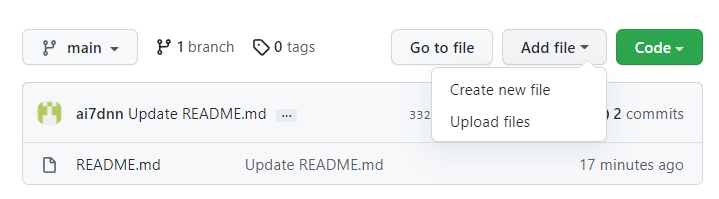 main 1 branch 0 tags Go to file Add file Code
Create new file
ai7dnn Update README.md ... 332 2 commits
Upload files
README.md Update README.md 17 minutes ago